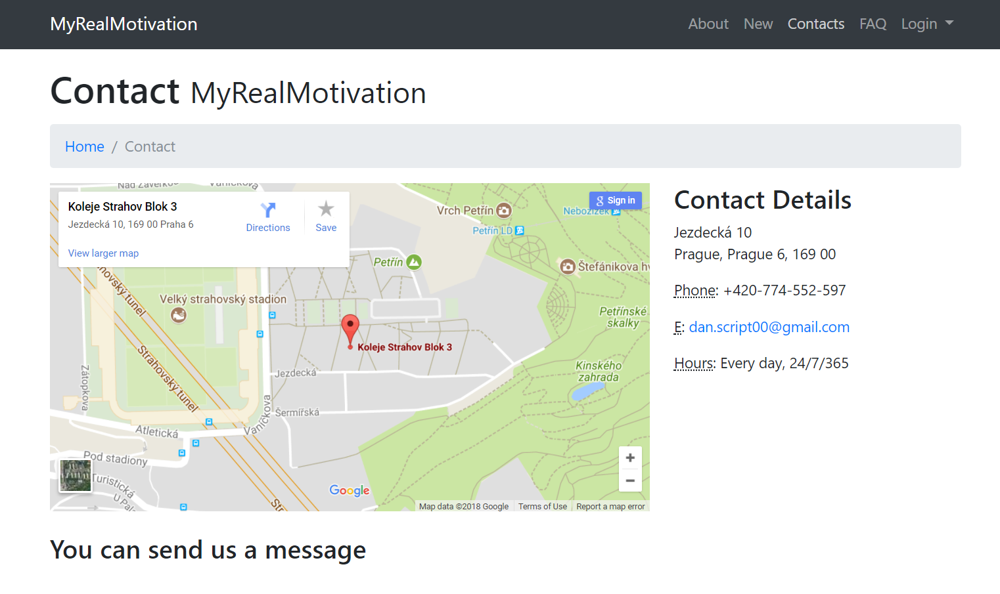 MyRealMotivation
About New Contacts FAQ Login
Contact MyRealMotivation
Home / Contact
Koleje Strahov Blok 3
Jezdecká 10, 169 00 Praha 6
Directions
Save
View larger map
Sign in
Vaníčkova
Vrch Petřín
Nebozízek
Petřín LD
Petřín
Štefánikova
Velký strahovský stadion
Petřínské
skalky
Koleje Strahov Blok 3
Strahovský tunel
Zátopkova
Jezdecká
Kinského
zahrada
Vaníčkova
Šermířská
Atletická
Pod stadiony
Turistická
Google
Map data ©2018 Google
Terms of Use
Report a map error
Contact Details
Jezdecká 10
Prague, Prague 6, 169 00
Phone: +420-774-552-597
E: dan.script00@gmail.com
Hours: Every day, 24/7/365
You can send us a message